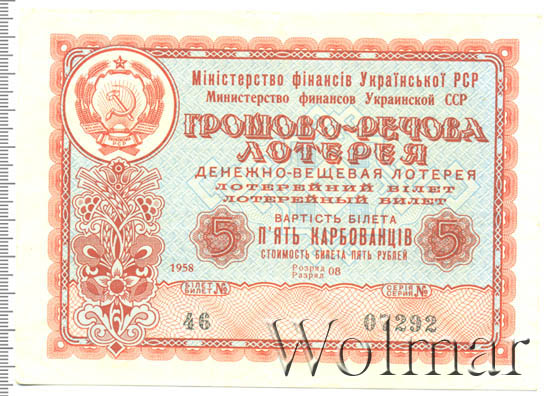 Міністерство фінансів Української РСР
Министерство финансов Украинской ССР
ГРОШОВО-РЕЧОВА
ЛОТЕРЕЯ
ДЕНЕЖНО-ВЕЩЕВАЯ ЛОТЕРЕЯ
ЛОТЕРЕЙНИЙ БІЛЕТ
ЛОТЕРЕЙНЫЙ БИЛЕТ
ВАРТІСТЬ БІЛЕТА
5 П'ЯТЬ КАРБОВАНЦІВ 5
СТОИМОСТЬ БИЛЕТА ПЯТЬ РУБЛЕЙ
1958
Розряд 08
Разряд
БІЛЕТ № СЕРІЯ №
БИЛЕТ СЕРИЯ
46 07292
Wolmar